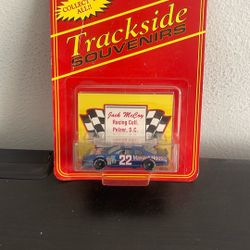 COLLECT
ALL!!
Trackside
SOUVENIRS
Jack McCoy
Racing Coll.
Pelzer, S.C.
22